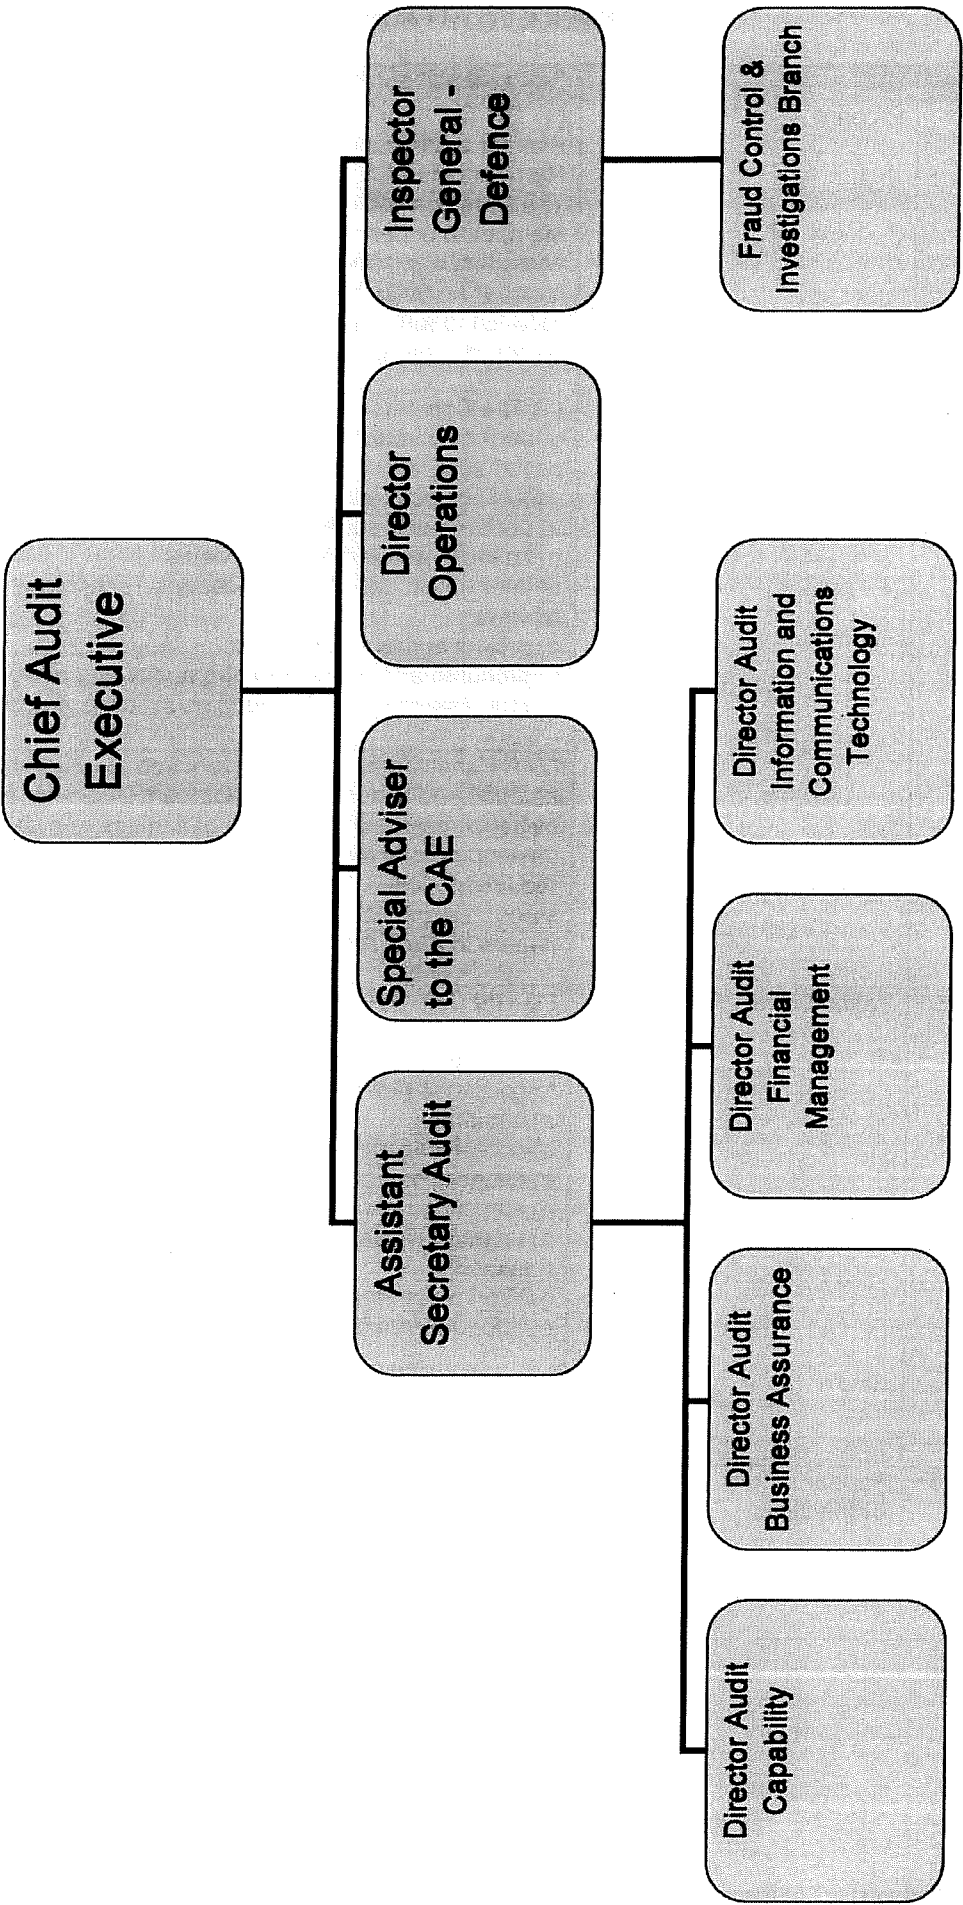 Chief Audit
Executive
Assistant
Secretary Audit
Special Adviser
to the CAE
Director
Operations
Inspector
General -
Defence
Director Audit
Capability
Director Audit
Business Assurance
Director Audit
Financial
Management
Director Audit
Information and
Communications
Technology
Fraud Control &
Investigations Branch